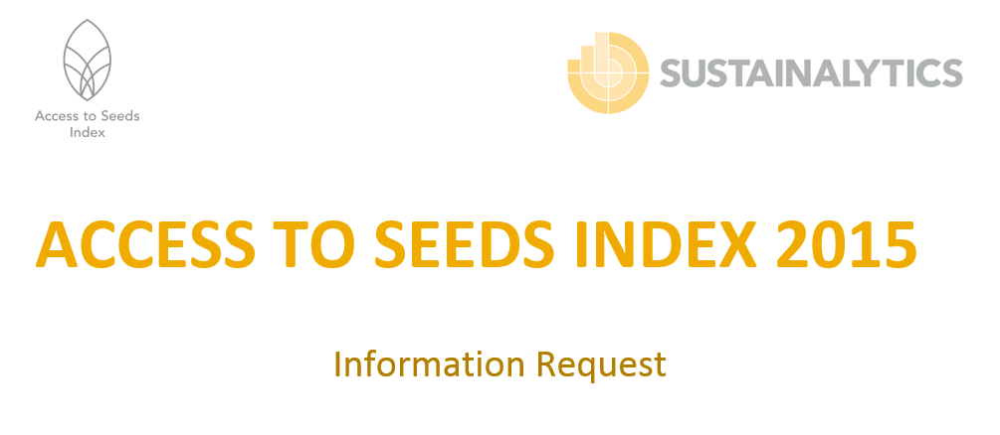 Access to Seeds
Index
SUSTAINALYTICS
ACCESS TO SEEDS INDEX 2015
Information Request